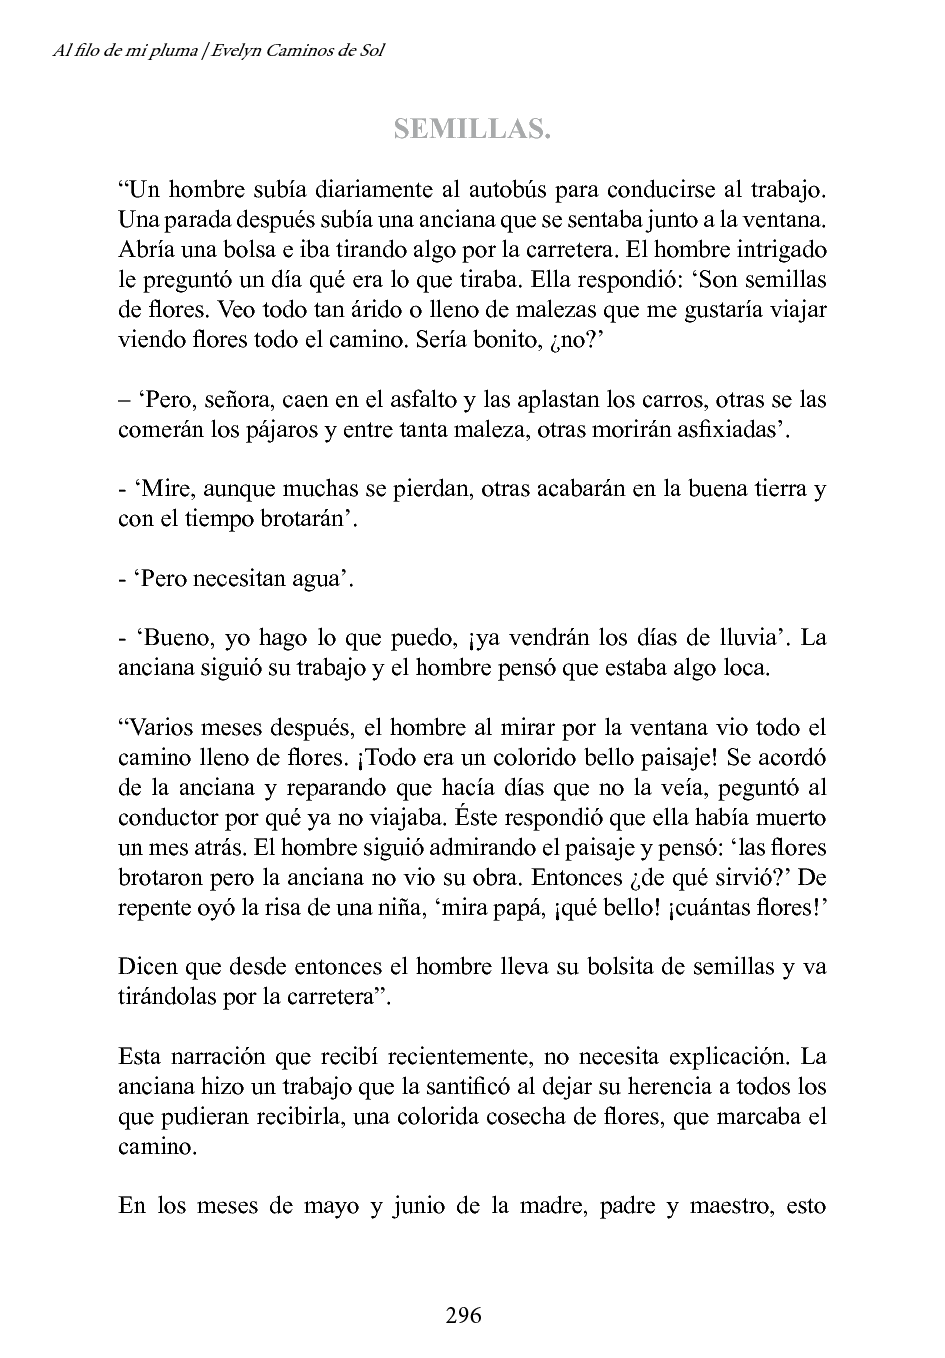 Al filo de mi pluma / Evelyn Caminos de Sol
SEMILLAS.
“Un hombre subía diariamente al autobús para conducirse al trabajo.
Una parada después subía una anciana que se sentaba junto a la ventana.
Abría una bolsa e iba tirando algo por la carretera. El hombre intrigado
le preguntó un día qué era lo que tiraba. Ella respondió: ‘Son semillas
de flores. Veo todo tan árido o lleno de malezas que me gustaría viajar
viendo flores todo el camino. Sería bonito, ¿no?’
– ‘Pero, señora, caen en el asfalto y las aplastan los carros, otras se las
comerán los pájaros y entre tanta maleza, otras morirán asfixiadas’.
- ‘Mire, aunque muchas se pierdan, otras acabarán en la buena tierra y
con el tiempo brotarán’.
- ‘Pero necesitan agua’.
- ‘Bueno, yo hago lo que puedo, ¡ya vendrán los días de lluvia’. La
anciana siguió su trabajo y el hombre pensó que estaba algo loca.
“Varios meses después, el hombre al mirar por la ventana vio todo el
camino lleno de flores. ¡Todo era un colorido bello paisaje! Se acordó
de la anciana y reparando que hacía días que no la veía, peguntó al
conductor por qué ya no viajaba. Éste respondió que ella había muerto
un mes atrás. El hombre siguió admirando el paisaje y pensó: ‘las flores
brotaron pero la anciana no vio su obra. Entonces ¿de qué sirvió?’ De
repente oyó la risa de una niña, ‘mira papá, ¡qué bello! ¡cuántas flores!’
Dicen que desde entonces el hombre lleva su bolsita de semillas y va
tirándolas por la carretera”.
Esta narración que recibí recientemente, no necesita explicación. La
anciana hizo un trabajo que la santificó al dejar su herencia a todos los
que pudieran recibirla, una colorida cosecha de flores, que marcaba el
camino.
En los meses de mayo y junio de la madre, padre y maestro, esto
296